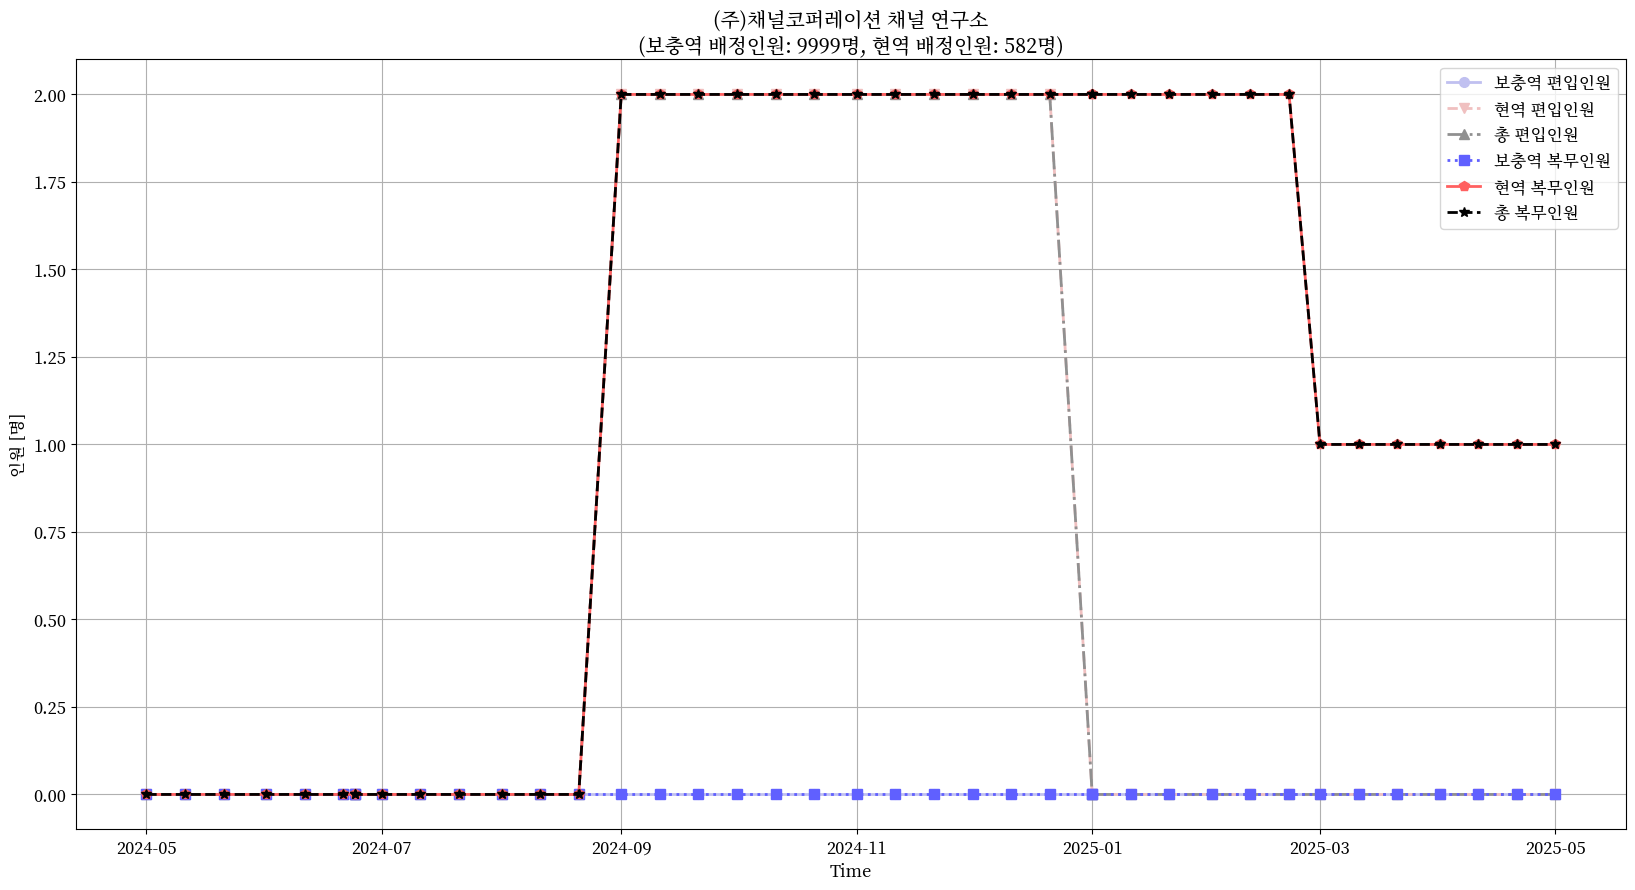 (주)채널코퍼레이션 채널 연구소
(보충역 배정인원: 9999명, 현역 배정인원: 582명)
보충역 편입인원
현역 편입인원
총 편입인원
보충역 복무인원
현역 복무인원
총 복무인원
인원 [명]
2.00
1.75
1.50
1.25
1.00
0.75
0.50
0.25
0.00
2024-05 2024-07 2024-09 2024-11 2025-01 2025-03 2025-05
Time